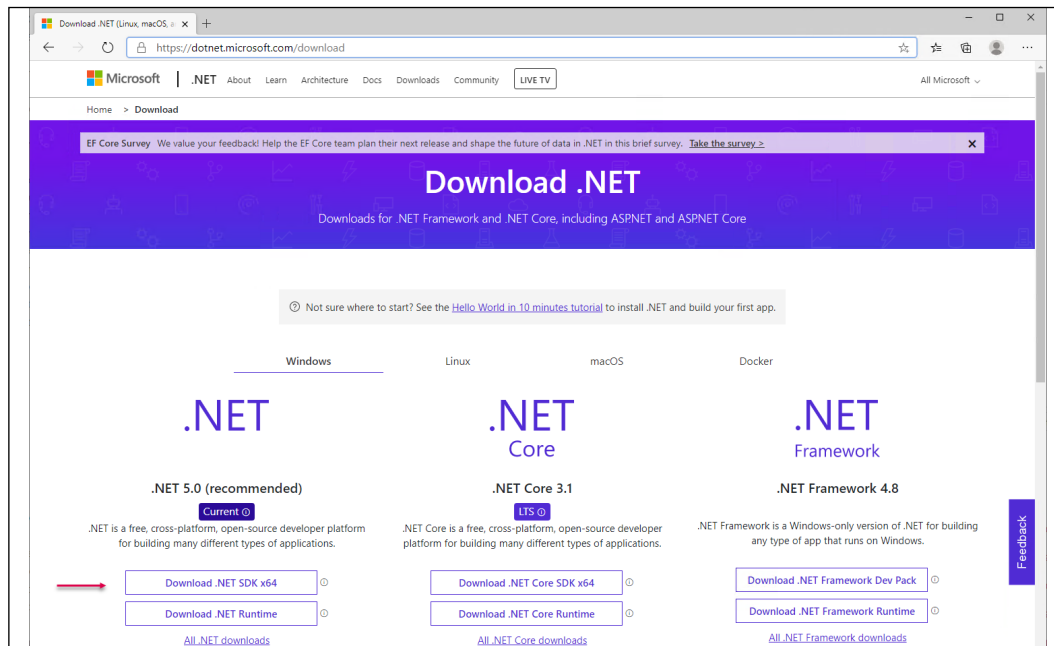 Download .NET (Linux, macOS, a
https://dotnet.microsoft.com/download
Microsoft .NET About Learn Architecture Docs Downloads Community LIVE TV All Microsoft
Home > Download
EF Core Survey We value your feedback! Help the EF Core team plan their next release and shape the future of data in .NET in this brief survey. Take the survey >
Download .NET
Downloads for .NET Framework and .NET Core, including ASP.NET and ASP.NET Core
Not sure where to start? See the Hello World in 10 minutes tutorial to install .NET and build your first app.
Windows Linux macOS Docker
.NET
.NET 5.0 (recommended)
Current
.NET is a free, cross-platform, open-source developer platform
for building many different types of applications.
Download .NET SDK x64
Download .NET Runtime
All .NET downloads
.NET
Core
.NET Core 3.1
LTS
.NET Core is a free, cross-platform, open-source developer
platform for building many different types of applications.
Download .NET Core SDK x64
Download .NET Core Runtime
All .NET Core downloads
.NET
Framework
.NET Framework 4.8
.NET Framework is a Windows-only version of .NET for building
any type of app that runs on Windows.
Download .NET Framework Dev Pack
Download .NET Framework Runtime
All .NET Framework downloads
Feedback